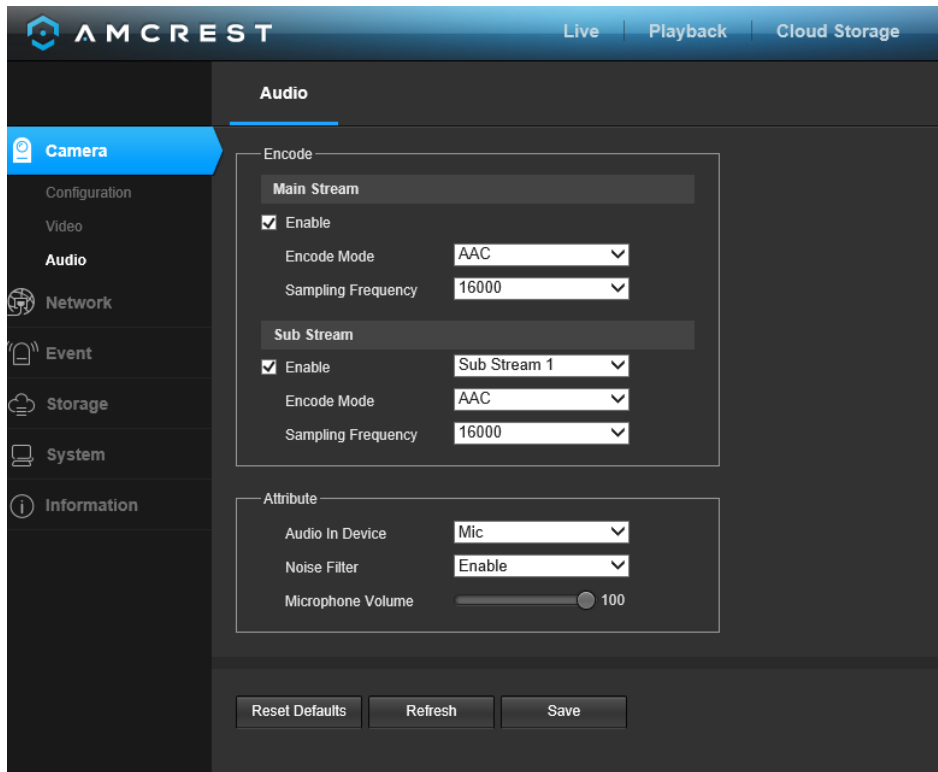 AMCREST
Live Playback Cloud Storage
Audio
Camera
Configuration
Video
Audio
Network
Event
Storage
System
Information
Encode
Main Stream
Enable
Encode Mode AAC
Sampling Frequency 16000
Sub Stream
Enable Sub Stream 1
Encode Mode AAC
Sampling Frequency 16000
Attribute
Audio In Device Mic
Noise Filter Enable
Microphone Volume 100
Reset Defaults Refresh Save